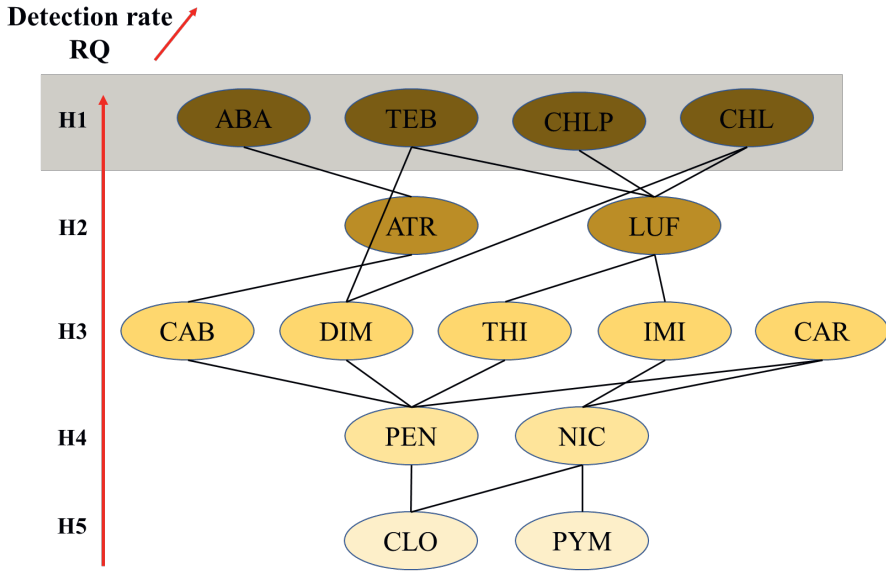 Detection rate
RQ
H1 ABA TEB CHLP CHL
H2 ATR LUF
H3 CAB DIM THI IMI CAR
H4 PEN NIC
H5 CLO PYM